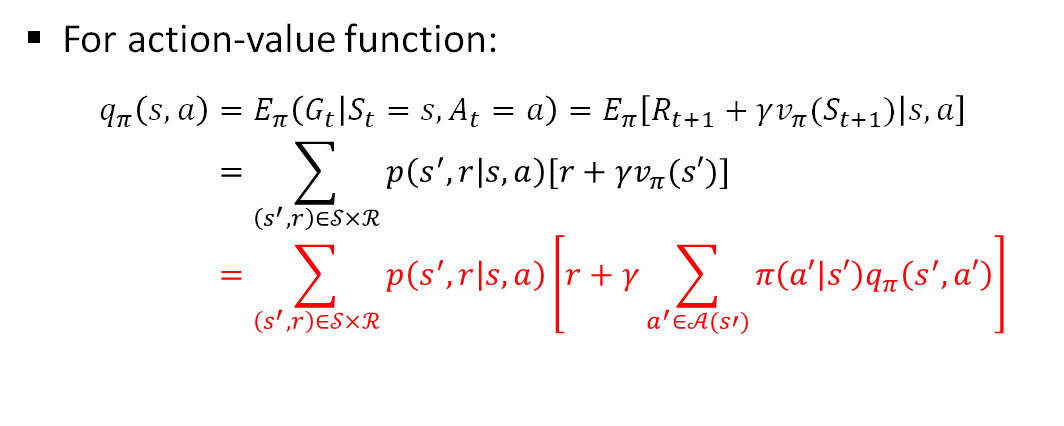 ▪ For action-value function:
qπ(s, a) = Eπ(Gt|St = s, At = a) = Eπ[Rt+1 + γvπ(St+1)|s, a]
= ∑(s′,r)∈𝒮×ℛ p(s′, r|s, a)[r + γvπ(s′)]
= ∑(s′,r)∈𝒮×ℛ p(s′, r|s, a) [r + γ ∑a′∈𝒜(s′) π(a′|s′)qπ(s′, a′)]